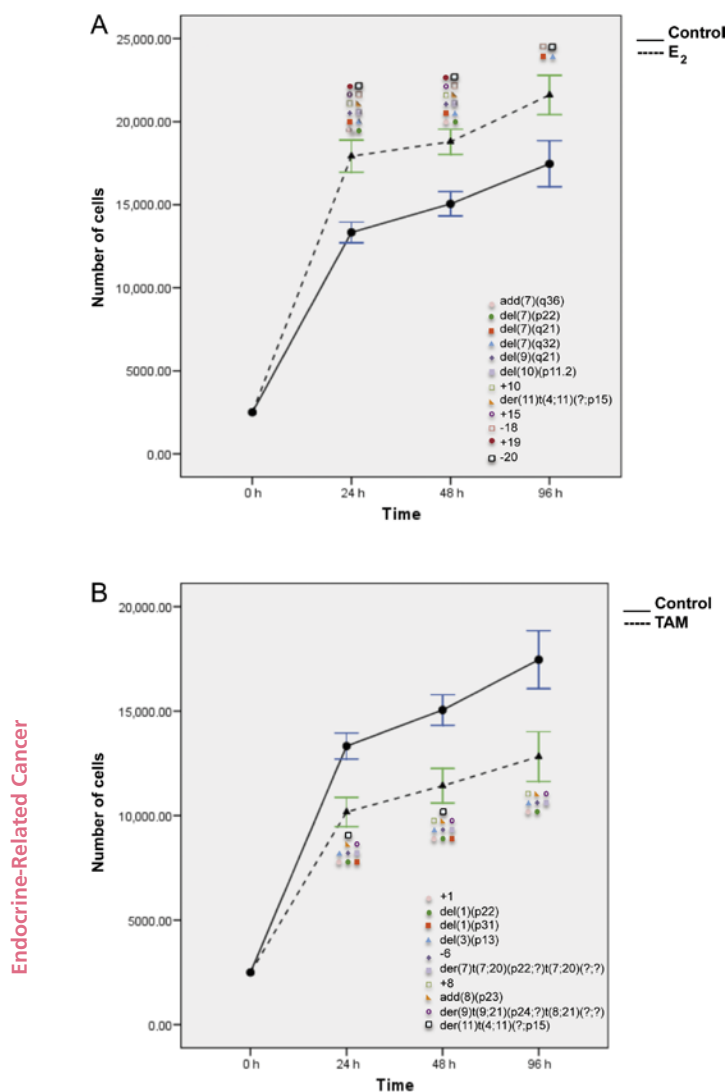 A
Control
E2
25,000.00
20,000.00
15,000.00
10,000.00
5000.00
0.00
Number of cells
add(7)(q36)
del(7)(p22)
del(7)(q21)
del(7)(q32)
del(9)(q21)
del(10)(p11.2)
+10
der(11)t(4;11)(?;p15)
+15
-18
+19
-20
0 h 24 h 48 h 96 h
Time
B
Control
TAM
20,000.00
15,000.00
10,000.00
5000.00
0.00
Number of cells
+1
del(1)(p22)
del(1)(p31)
del(3)(p13)
-6
der(7)t(7;20)(p22;?)t(7;20)(?;?)
+8
add(8)(p23)
der(9)t(9;21)(p24;?)t(8;21)(?;?)
der(11)t(4;11)(?;p15)
0 h 24 h 48 h 96 h
Time
Endocrine-Related Cancer